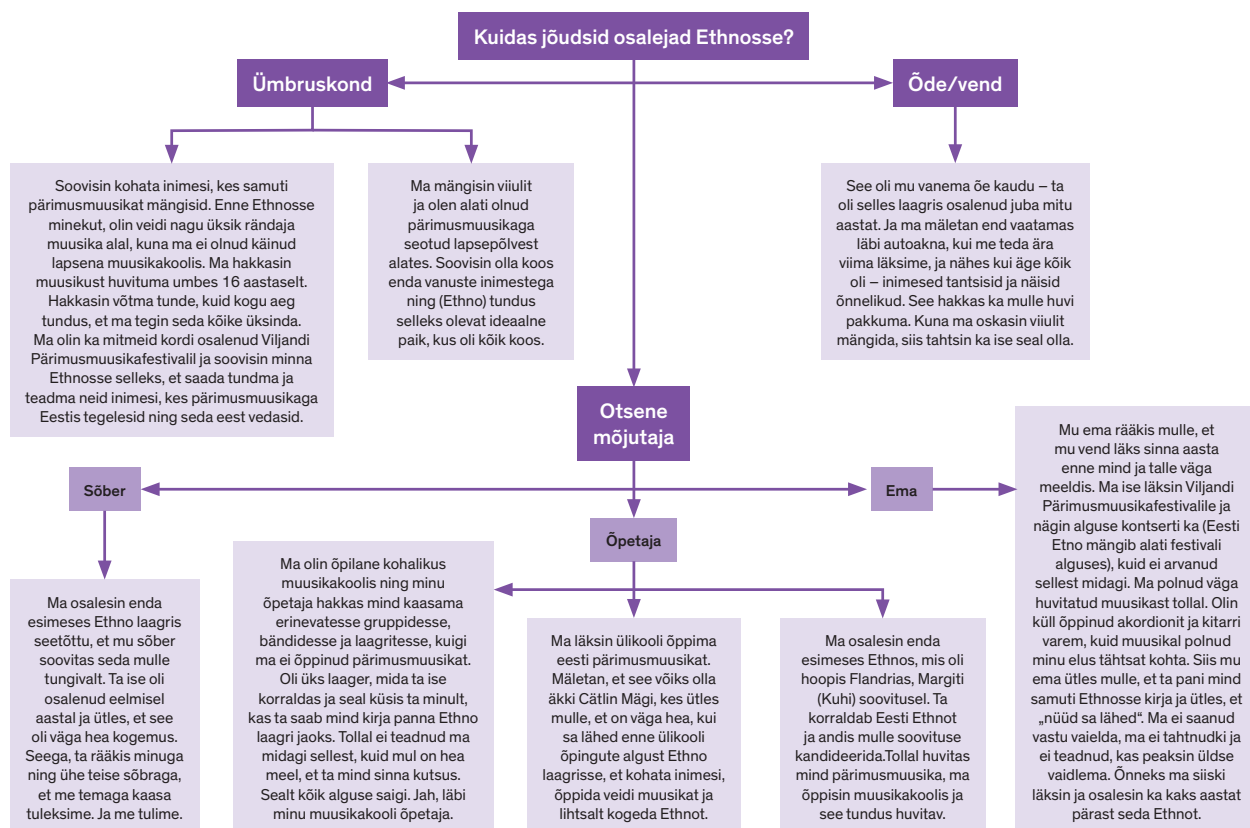 Kuidas jõudsid osalejad Ethnosse?
Ümbruskond
Õde/vend
Soovisin kohata inimesi, kes samuti
pärimusmuusikat mängisid. Enne Ethnosse
minekut, olin veidi nagu üksik rändaja
muusika alal, kuna ma ei olnud käinud
lapsena muusikakoolis. Ma hakkasin
muusikust huvituma umbes 16 aastaselt.
Hakkasin võtma tunde, kuid kogu aeg
tundus, et ma tegin seda kõike üksinda.
Ma olin ka mitmeid kordi osalenud Viljandi
Pärimusmuusikafestivalil ja soovisin minna
Ethnosse selleks, et saada tundma ja
teadma neid inimesi, kes pärimusmuusikaga
Eestis tegelesid ning seda eest vedasid.
Ma mängisin viiulit
ja olen alati olnud
pärimusmuusikaga
seotud lapsepõlvest
alates. Soovisin olla koos
enda vanuste inimestega
ning (Ethno) tundus
selleks olevat ideaalne
paik, kus oli kõik koos.
See oli mu vanema õe kaudu – ta
oli selles laagris osalenud juba mitu
aastat. Ja ma mäletan end vaatamas
läbi autoakna, kui me teda ära
viima läksime, ja nähes kui äge kõik
oli – inimesed tantsisid ja näisid
õnnelikud. See hakkas ka mulle huvi
pakkuma. Kuna ma oskasin viiulit
mängida, siis tahtsin ka ise seal olla.
Otsene
mõjutaja
Sõber
Ema
Õpetaja
Ma osalesin enda
esimeses Ethno laagris
seetõttu, et mu sõber
soovitas seda mulle
tungivalt. Ta ise oli
osalenud eelmisel
aastal ja ütles, et see
oli väga hea kogemus.
Seega, ta rääkis minuga
ning ühe teise sõbraga,
et me temaga kaasa
tuleksime. Ja me tulime.
Ma olin õpilane kohalikus
muusikakoolis ning minu
õpetaja hakkas mind kaasama
erinevatesse gruppidesse,
bändidesse ja laagritesse, kuigi
ma ei õppinud pärimusmuusikat.
Oli üks laager, mida ta ise
korraldas ja seal küsis ta minult,
kas ta saab mind kirja panna Ethno
laagri jaoks. Tollal ei teadnud ma
midagi sellest, kuid mul on hea
meel, et ta mind sinna kutsus.
Sealt kõik alguse saigi. Jah, läbi
minu muusikakooli õpetaja.
Ma läksin ülikooli õppima
eesti pärimusmuusikat.
Mäletan, et see võiks olla
äkki Cätlin Mägi, kes ütles
mulle, et on väga hea, kui
sa lähed enne ülikooli
õpingute algust Ethno
laagrisse, et kohata inimesi,
õppida veidi muusikat ja
lihtsalt kogeda Ethnot.
Ma osalesin enda
esimeses Ethnos, mis oli
hoopis Flandrias, Margiti
(Kuhi) soovitusel. Ta
korraldab Eesti Ethnot
ja andis mulle soovituse
kandideerida.Tollal huvitas
mind pärimusmuusika, ma
õppisin muusikakoolis ja
see tundus huvitav.
Mu ema rääkis mulle, et
mu vend läks sinna aasta
enne mind ja talle väga
meeldis. Ma ise läksin Viljandi
Pärimusmuusikafestivalile ja
nägin alguse kontserti ka (Eesti
Etno mängib alati festivali
alguses), kuid ei arvanud
sellest midagi. Ma polnud väga
huvitatud muusikast tollal. Olin
küll õppinud akordionit ja kitarri
varem, kuid muusikal polnud
minu elus tähtsat kohta. Siis mu
ema ütles mulle, et ta pani mind
samuti Ethnosse kirja ja ütles, et
„nüüd sa lähed“. Ma ei saanud
vastu vaielda, ma ei tahtnudki ja
ei teadnud, kas peaksin üldse
vaidlema. Õnneks ma siiski
läksin ja osalesin ka kaks aastat
pärast seda Ethnot.